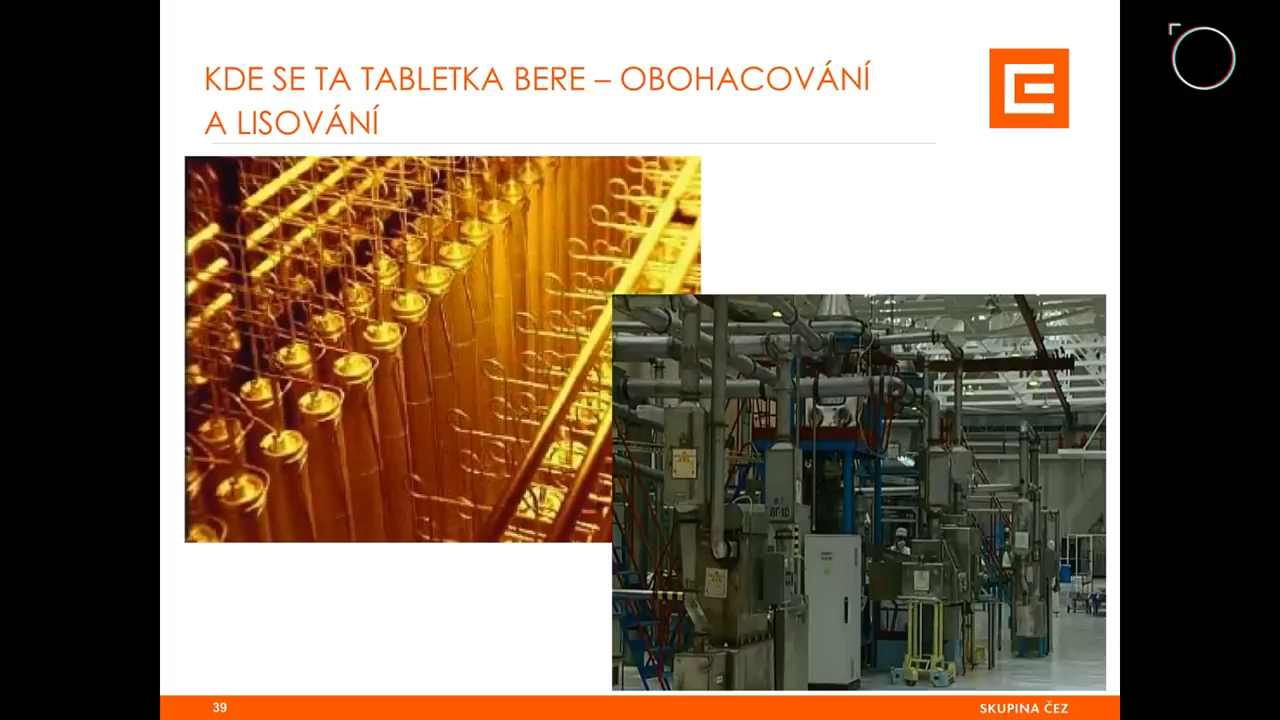 KDE SE TA TABLETKA BERE – OBOHACOVÁNÍ
A LISOVÁNÍ
39
SKUPINA ČEZ